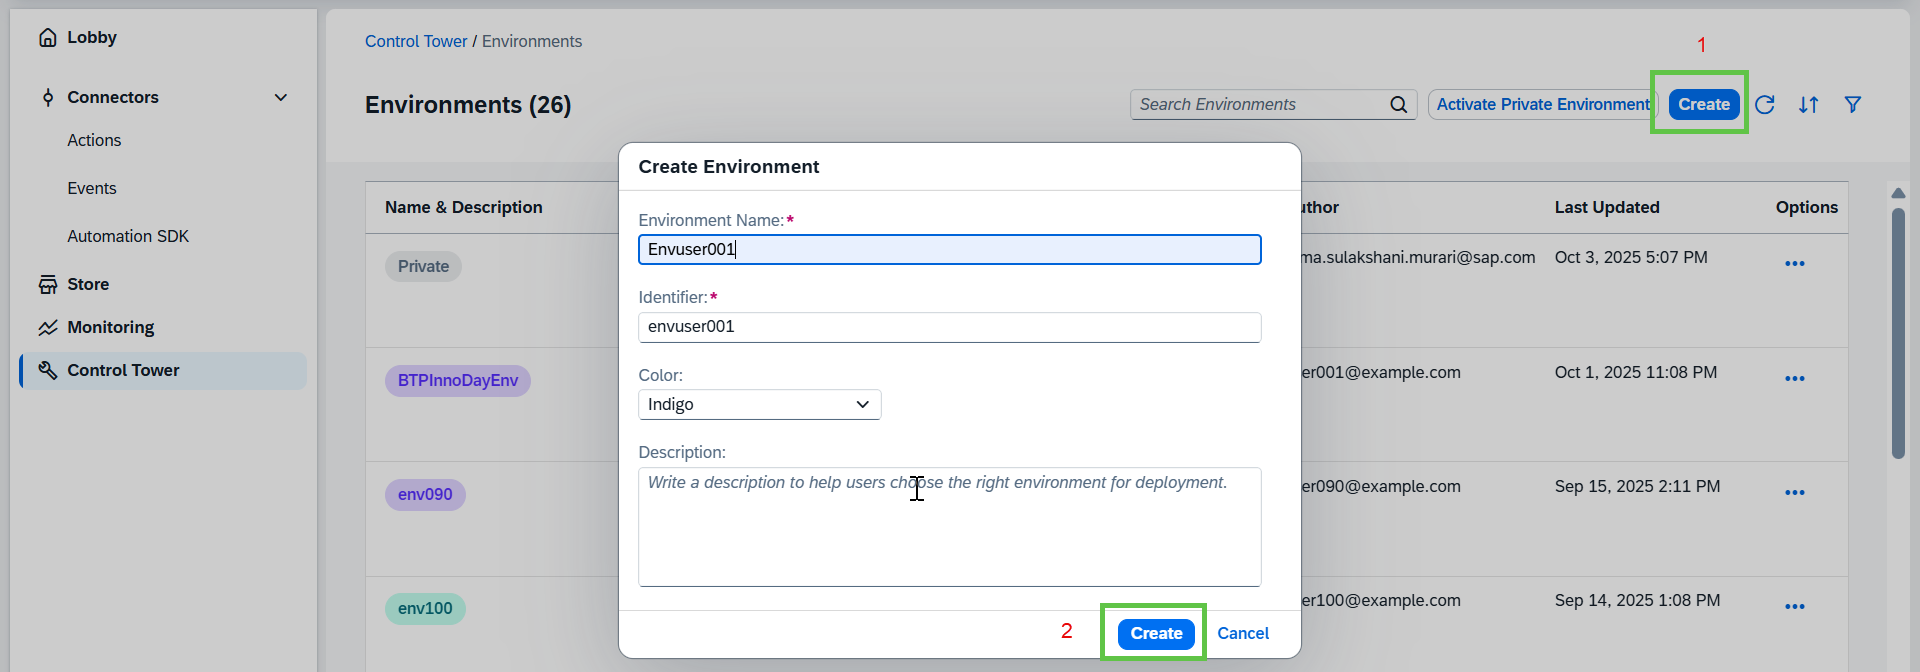 Lobby
Connectors
Actions
Events
Automation SDK
Store
Monitoring
Control Tower
Control Tower / Environments
1
Environments (26)
Search Environments
Activate Private Environment
Create
Name & Description
uthor
Last Updated
Options
Private
ma.sulakshani.murari@sap.com
Oct 3, 2025 5:07 PM
BTPInnoDayEnv
er001@example.com
Oct 1, 2025 11:08 PM
env090
er090@example.com
Sep 15, 2025 2:11 PM
env100
er100@example.com
Sep 14, 2025 1:08 PM
Create Environment
Environment Name:*
Envuser001
Identifier:*
envuser001
Color:
Indigo
Description:
Write a description to help users choose the right environment for deployment.
2
Create
Cancel